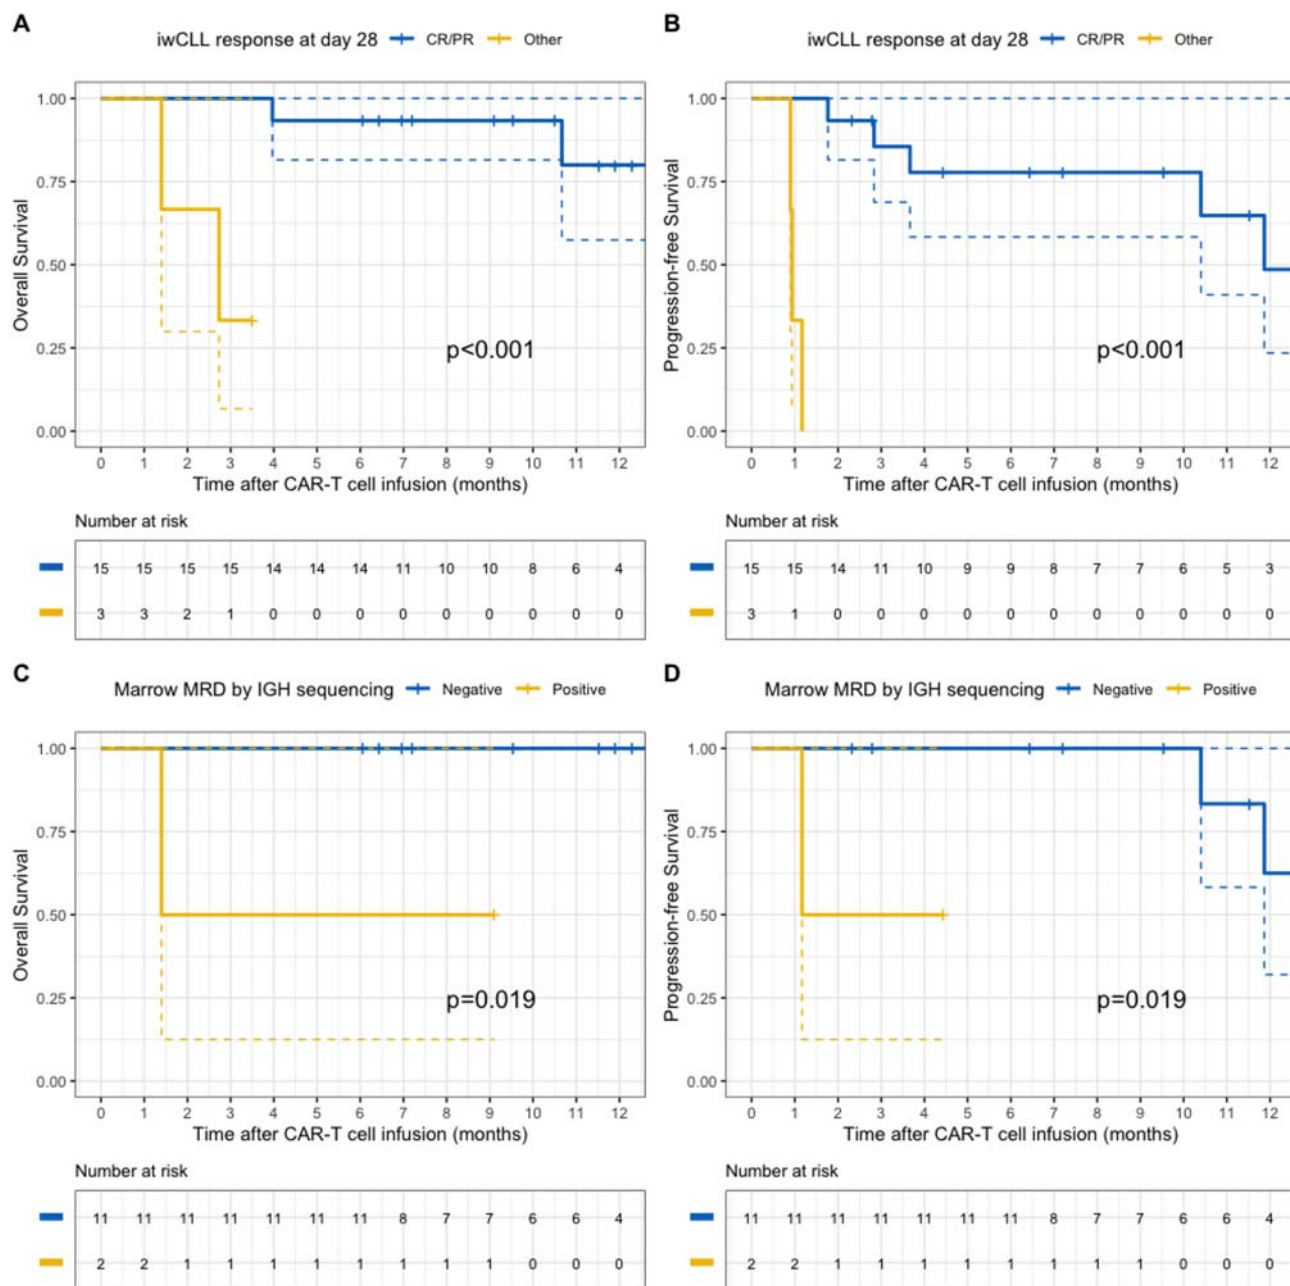 A
iwCLL response at day 28 CR/PR Other
1.00
0.75
0.50
0.25
0.00
Overall Survival
p<0.001
0 1 2 3 4 5 6 7 8 9 10 11 12
Time after CAR-T cell infusion (months)
Number at risk
15 15 15 15 14 14 14 11 10 10 8 6 4
3 3 2 1 0 0 0 0 0 0 0 0 0
B
iwCLL response at day 28 CR/PR Other
1.00
0.75
0.50
0.25
0.00
Progression-free Survival
p<0.001
0 1 2 3 4 5 6 7 8 9 10 11 12
Time after CAR-T cell infusion (months)
Number at risk
15 15 14 11 10 9 9 8 7 7 6 5 3
3 1 0 0 0 0 0 0 0 0 0 0 0
C
Marrow MRD by IGH sequencing Negative Positive
1.00
0.75
0.50
0.25
0.00
Overall Survival
p=0.019
0 1 2 3 4 5 6 7 8 9 10 11 12
Time after CAR-T cell infusion (months)
Number at risk
11 11 11 11 11 11 11 8 7 7 6 6 4
2 2 1 1 1 1 1 1 1 1 0 0 0
D
Marrow MRD by IGH sequencing Negative Positive
1.00
0.75
0.50
0.25
0.00
Progression-free Survival
p=0.019
0 1 2 3 4 5 6 7 8 9 10 11 12
Time after CAR-T cell infusion (months)
Number at risk
11 11 11 11 11 11 11 8 7 7 6 6 4
2 2 1 1 1 1 1 1 1 1 0 0 0